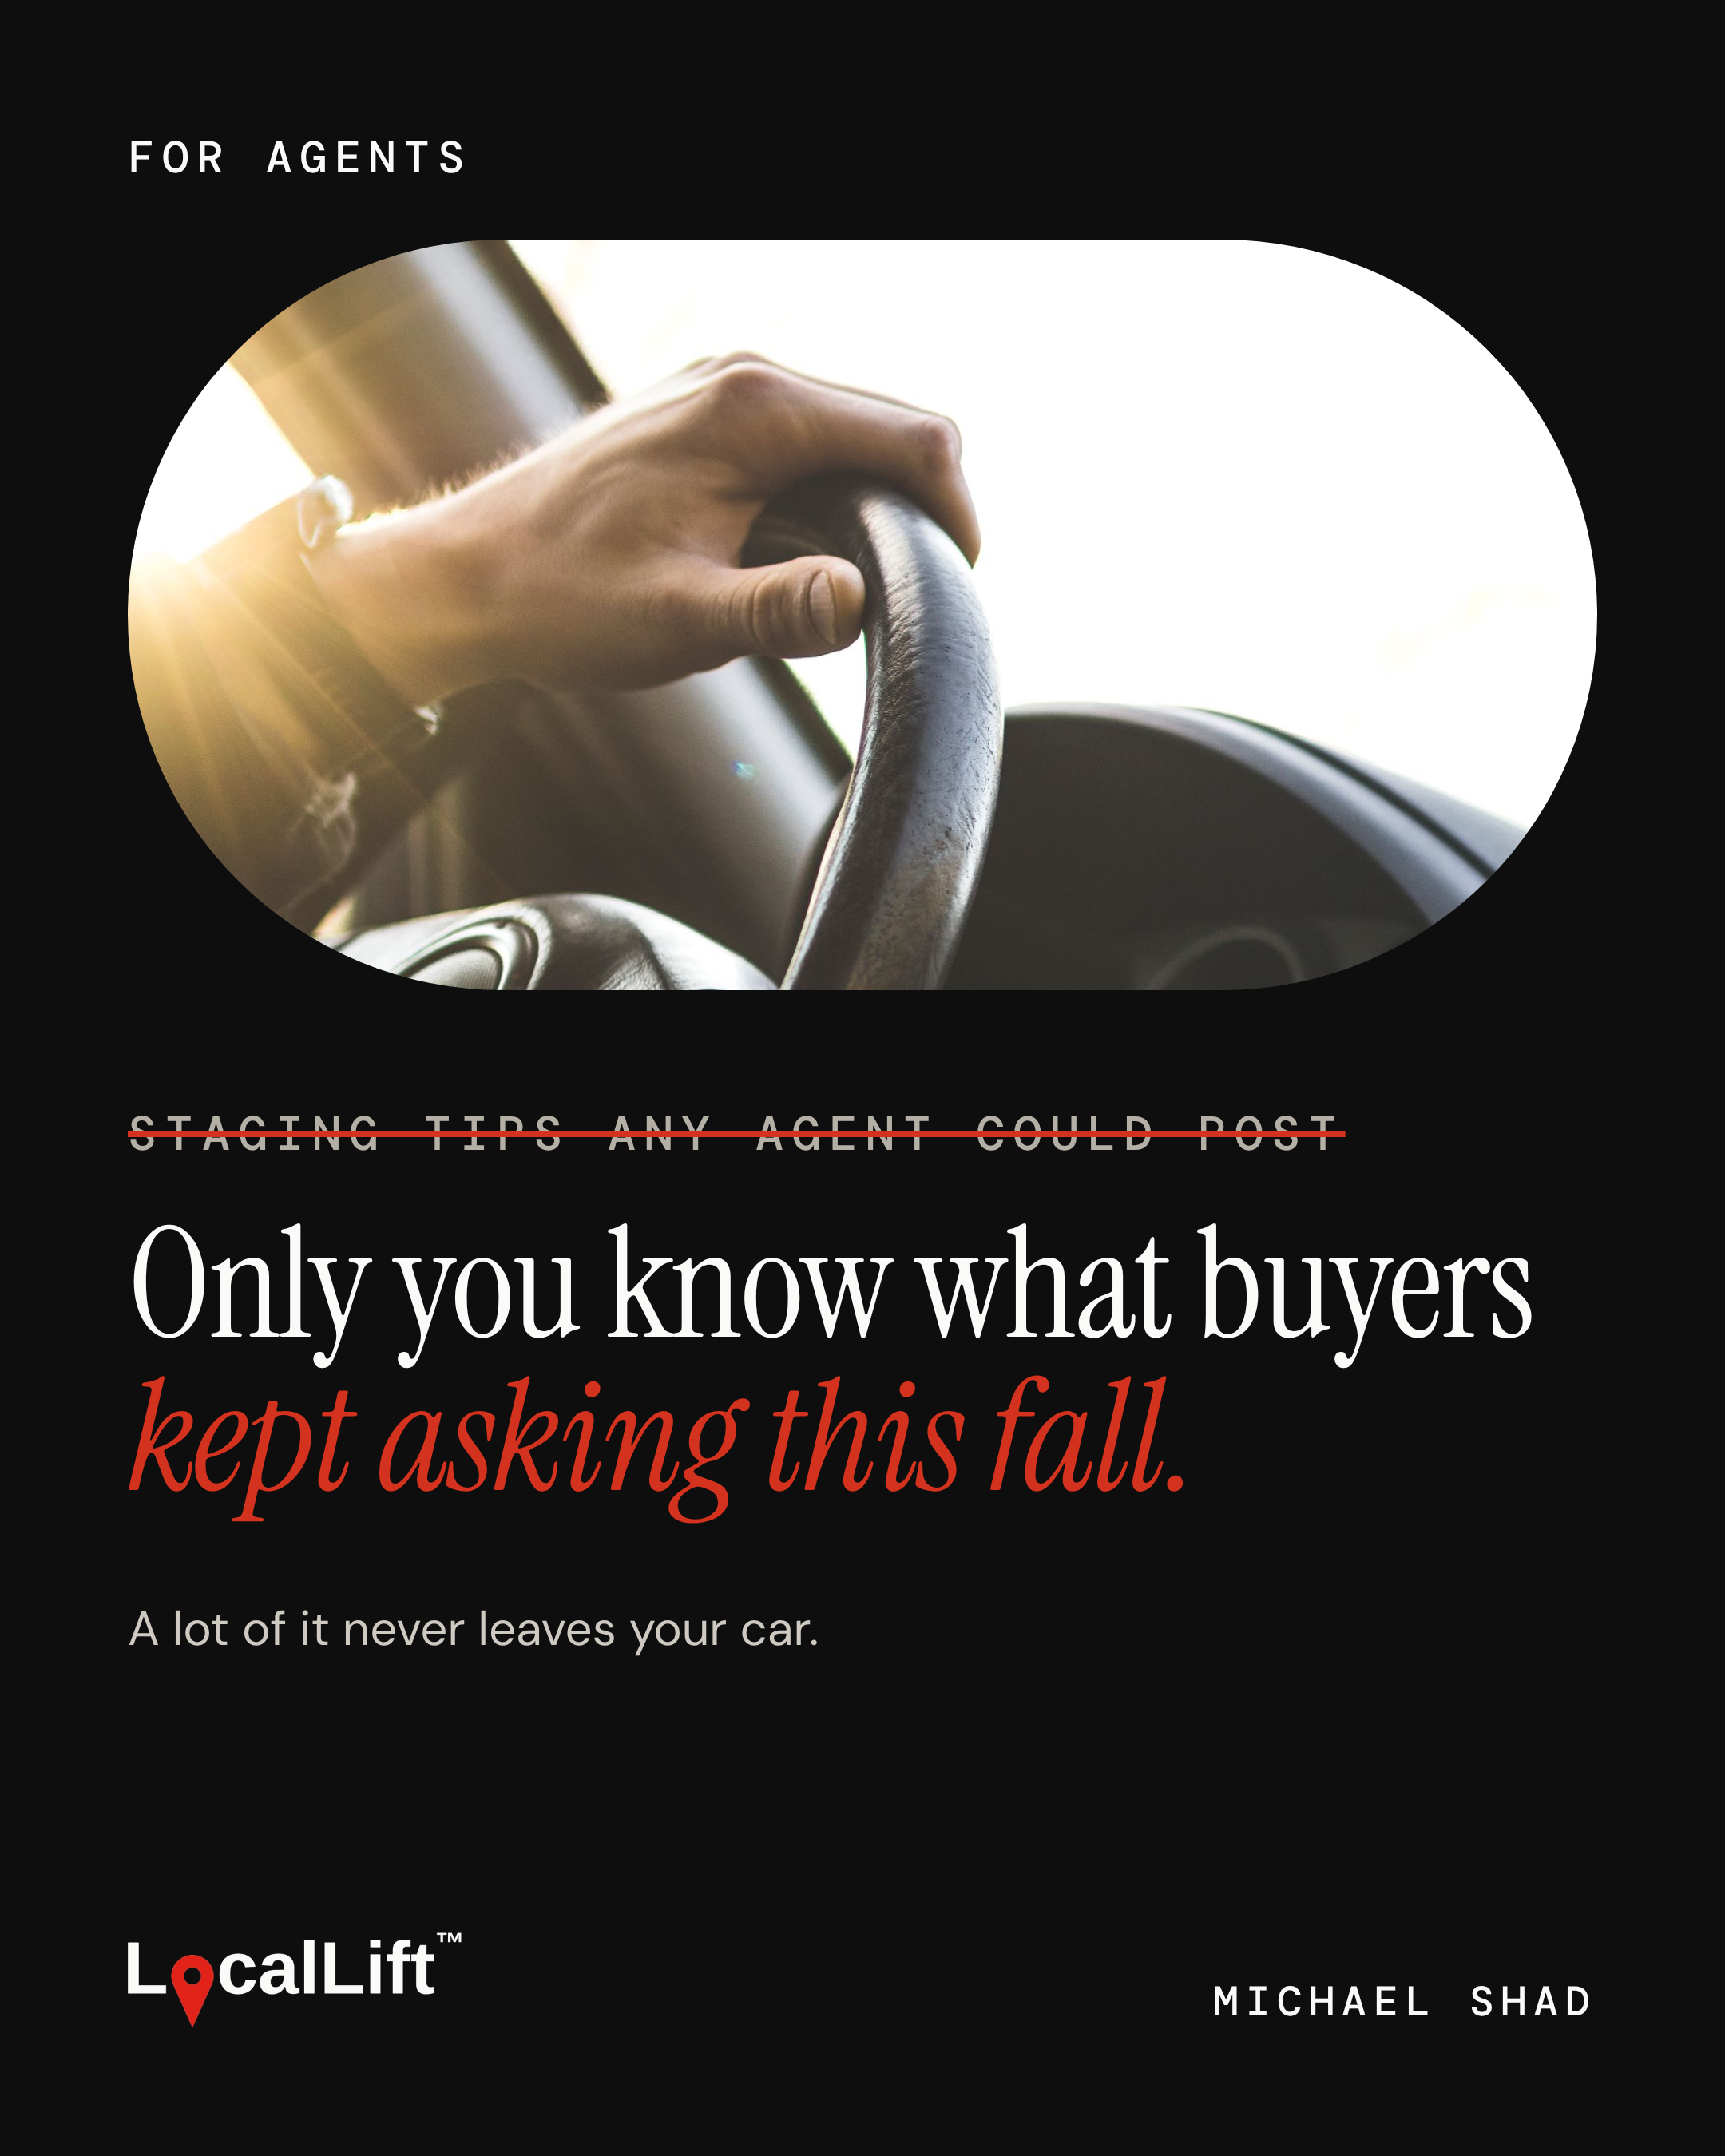 FOR AGENTS
STAGING TIPS ANY AGENT COULD POST
Only you know what buyers
kept asking this fall.
A lot of it never leaves your car.
LocalLift™
MICHAEL SHAD